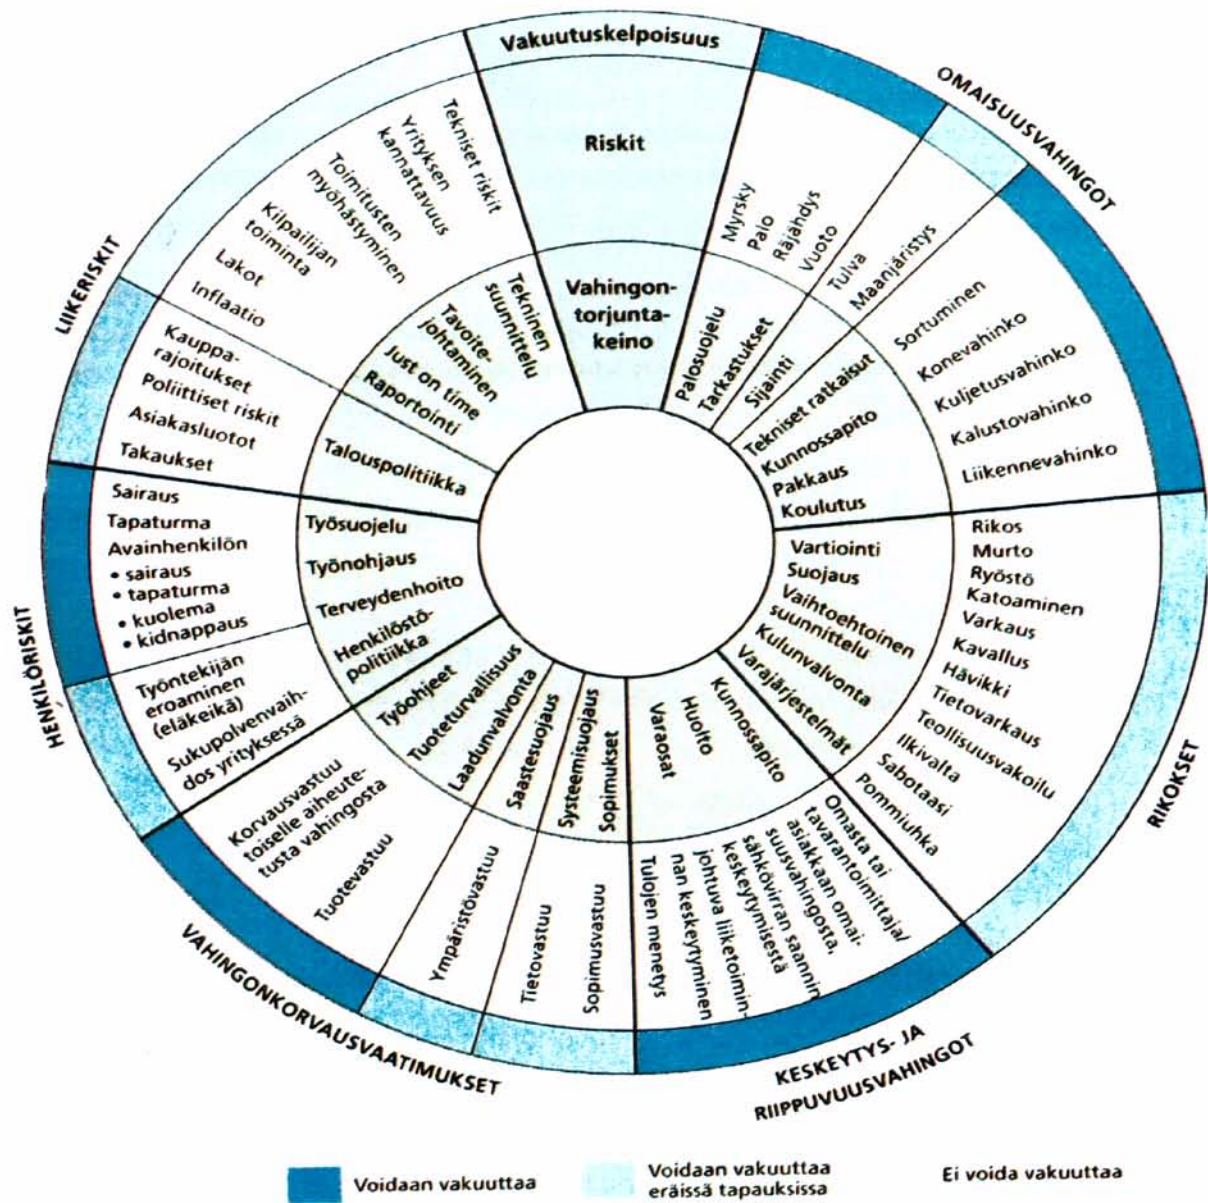 Vakuutuskelpoisuus
Riskit
Vahingon-
torjunta-
keino
OMAISUUSVAHINGOT
Myrsky
Palo
Räjähdys
Vuoto
Tulva
Maanjäristys
Sortuminen
Konevahinko
Kuljetusvahinko
Kalustovahinko
Liikennevahinko
Palosuojelu
Tarkastukset
Sijainti
Tekniset ratkaisut
Kunnossapito
Pakkaus
Koulutus
RIKOKSET
Rikos
Murto
Ryöstö
Katoaminen
Varkaus
Kavallus
Hävikki
Tietovarkaus
Teollisuusvakoilu
Ilkivalta
Sabotaasi
Pommiuhka
Vartiointi
Suojaus
Vaihtoehtoinen
suunnittelu
Kulunvalvonta
Varajärjestelmät
KESKEYTYS- JA
RIIPPUVUUSVAHINGOT
Omasta tai
tavarantoimittaja/
asiakkaan omai-
suusvahingosta,
sähkövirran saannin
keskeytymisestä
johtuva liiketoimin-
nan keskeytyminen
Tulojen menetys
Kunnossapito
Huolto
Varaosat
VAHINGONKORVAUSVAATIMUKSET
Sopimusvastuu
Tietovastuu
Ympäristövastuu
Tuotevastuu
Korvausvastuu
toiselle aiheute-
tusta vahingosta
Sopimukset
Systeemisuojaus
Saastesuojaus
Laadunvalvonta
Tuoteturvallisuus
Työohjeet
HENKILÖRISKIT
Sairaus
Tapaturma
Avainhenkilön
• sairaus
• tapaturma
• kuolema
• kidnappaus
Työntekijän
eroaminen
(eläkeikä)
Sukupolvenvaih-
dos yrityksessä
Työsuojelu
Työnohjaus
Terveydenhoito
Henkilöstö-
politiikka
LIIKERISKIT
Tekniset riskit
Yrityksen
kannattavuus
Toimitusten
myöhästyminen
Kilpailijan
toiminta
Lakot
Inflaatio
Kauppa-
rajoitukset
Poliittiset riskit
Asiakasluotot
Takaukset
Tekninen
suunnittelu
Tavoite-
johtaminen
Just on time
Raportointi
Talouspolitiikka
Voidaan vakuuttaa
Voidaan vakuuttaa
eräissä tapauksissa
Ei voida vakuuttaa